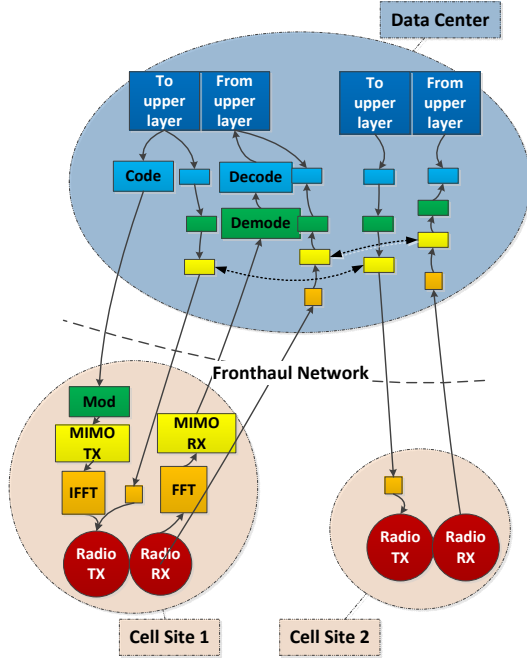 Data Center
To
upper
layer
From
upper
layer
To
upper
layer
From
upper
layer
Code
Decode
Demode
Fronthaul Network
Mod
MIMO
TX
MIMO
RX
IFFT
FFT
Radio
TX
Radio
RX
Radio
TX
Radio
RX
Cell Site 1
Cell Site 2